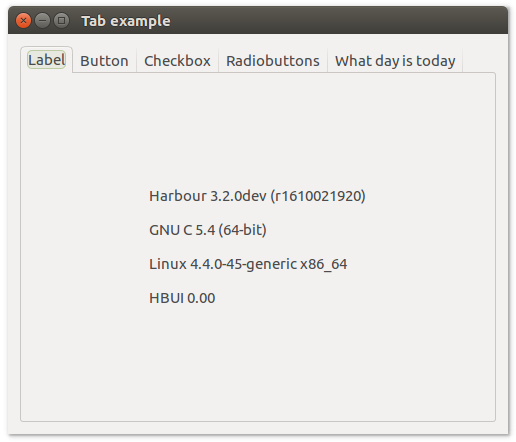 Tab example
Label Button Checkbox Radiobuttons What day is today
Harbour 3.2.0dev (r1610021920)
GNU C 5.4 (64-bit)
Linux 4.4.0-45-generic x86_64
HBUI 0.00